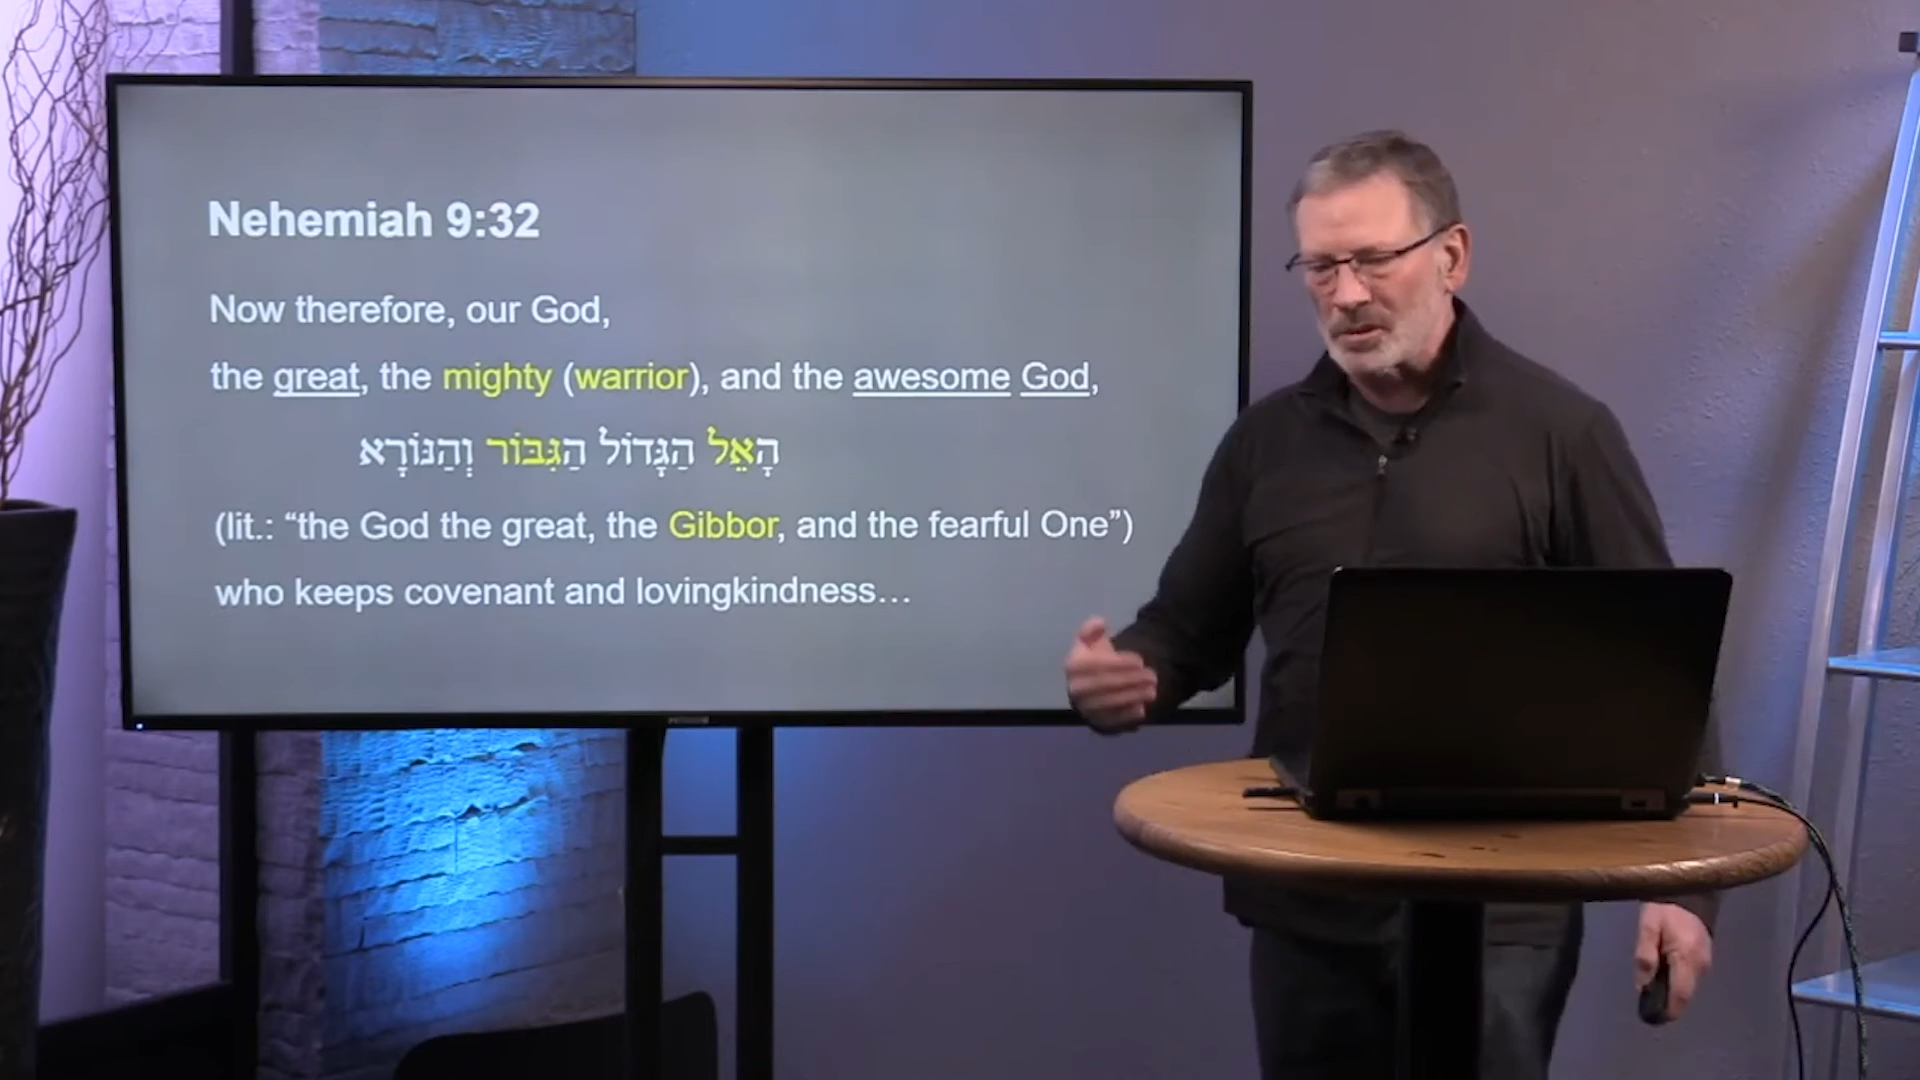 Nehemiah 9:32
Now therefore, our God,
the great, the mighty (warrior), and the awesome God,
הָאֵל הַגָּדוֹל הַגִּבּוֹר וְהַנּוֹרָא
(lit.: “the God the great, the Gibbor, and the fearful One”)
who keeps covenant and lovingkindness…